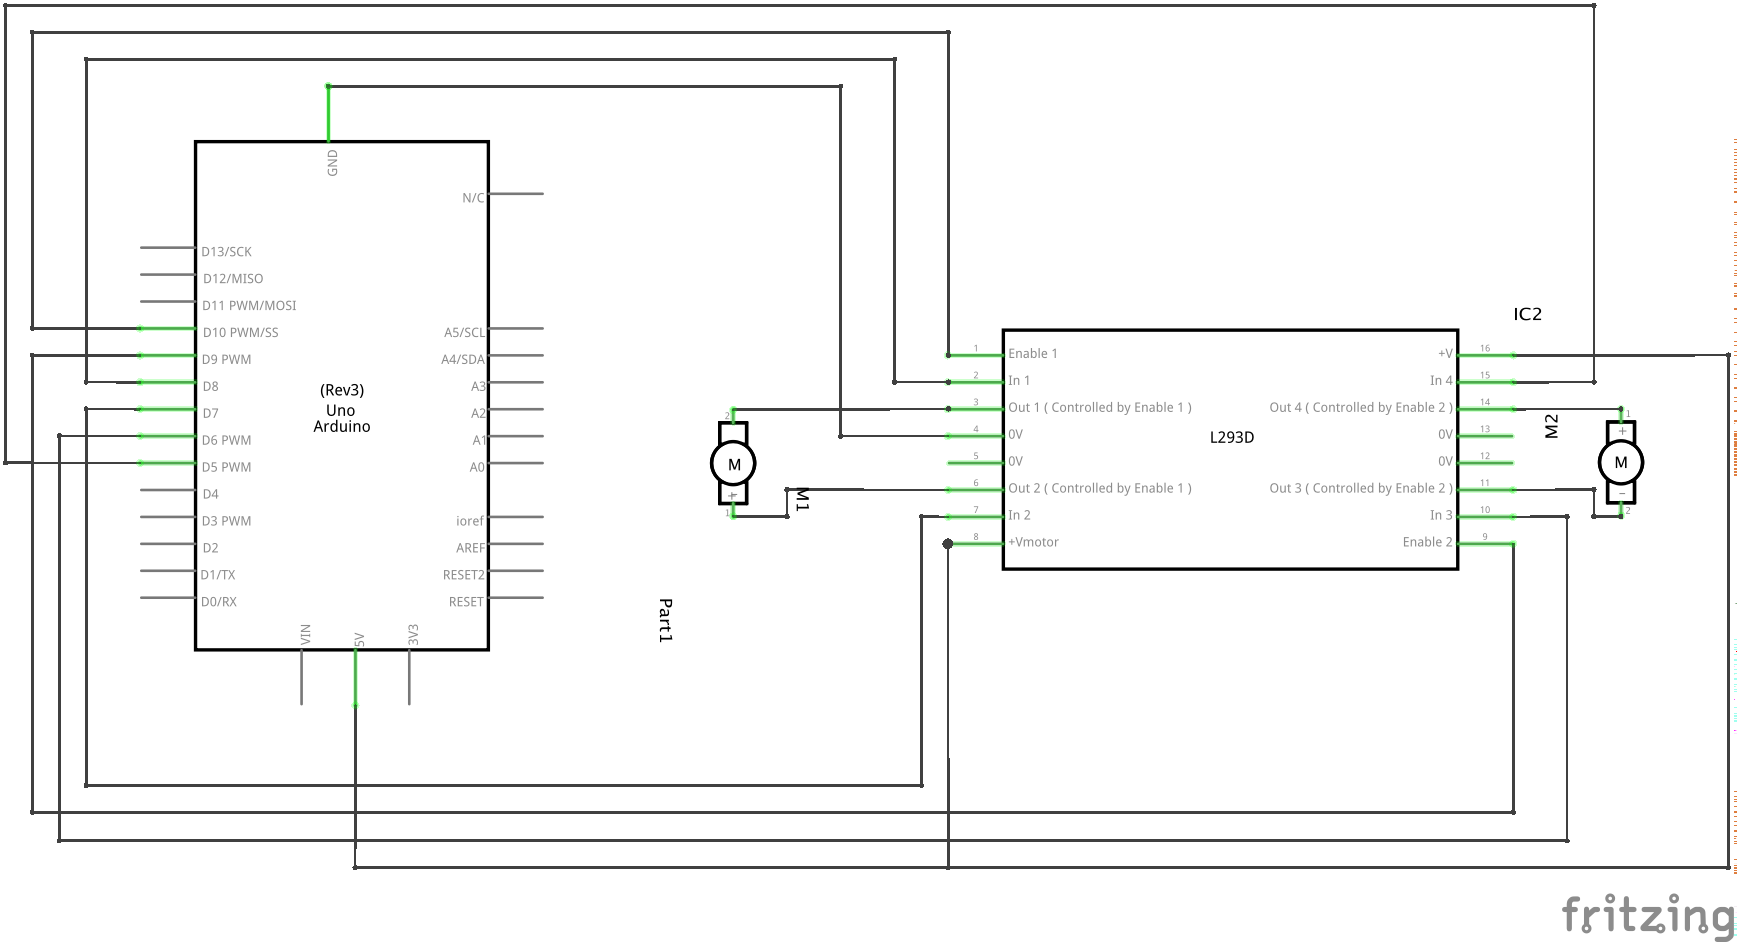 GND
N/C
D13/SCK
D12/MISO
D11 PWM/MOSI
D10 PWM/SS
D9 PWM
D8
D7
D6 PWM
D5 PWM
D4
D3 PWM
D2
D1/TX
D0/RX
(Rev3)
Uno
Arduino
A5/SCL
A4/SDA
A3
A2
A1
A0
ioref
AREF
RESET2
RESET
VIN
5V
3V3
Part1
2
M
+
1
M1
IC2
L293D
1 Enable 1
2 In 1
3 Out 1 ( Controlled by Enable 1 )
4 0V
5 0V
6 Out 2 ( Controlled by Enable 1 )
7 In 2
8 +Vmotor
+V 16
In 4 15
Out 4 ( Controlled by Enable 2 ) 14
0V 13
0V 12
Out 3 ( Controlled by Enable 2 ) 11
In 3 10
Enable 2 9
M2
1
+
M
–
2
fritzing